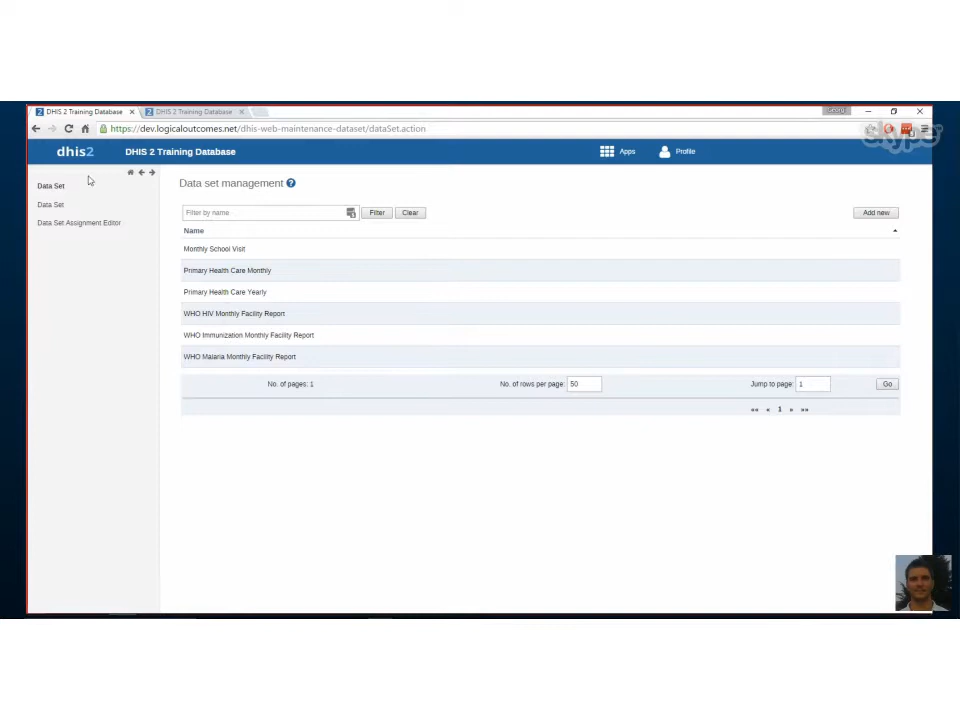 DHIS 2 Training Database
DHIS 2 Training Database
https://dev.logicaloutcomes.net/dhis-web-maintenance-dataset/dataSet.action
skype
dhis2 DHIS 2 Training Database Apps Profile
Data Set
Data Set
Data Set Assignment Editor
Data set management ?
Filter by name Filter Clear Add new
Name
Monthly School Visit
Primary Health Care Monthly
Primary Health Care Yearly
WHO HIV Monthly Facility Report
WHO Immunization Monthly Facility Report
WHO Malaria Monthly Facility Report
No. of pages: 1 No. of rows per page: 50 Jump to page: 1 Go
«« « 1 » »»